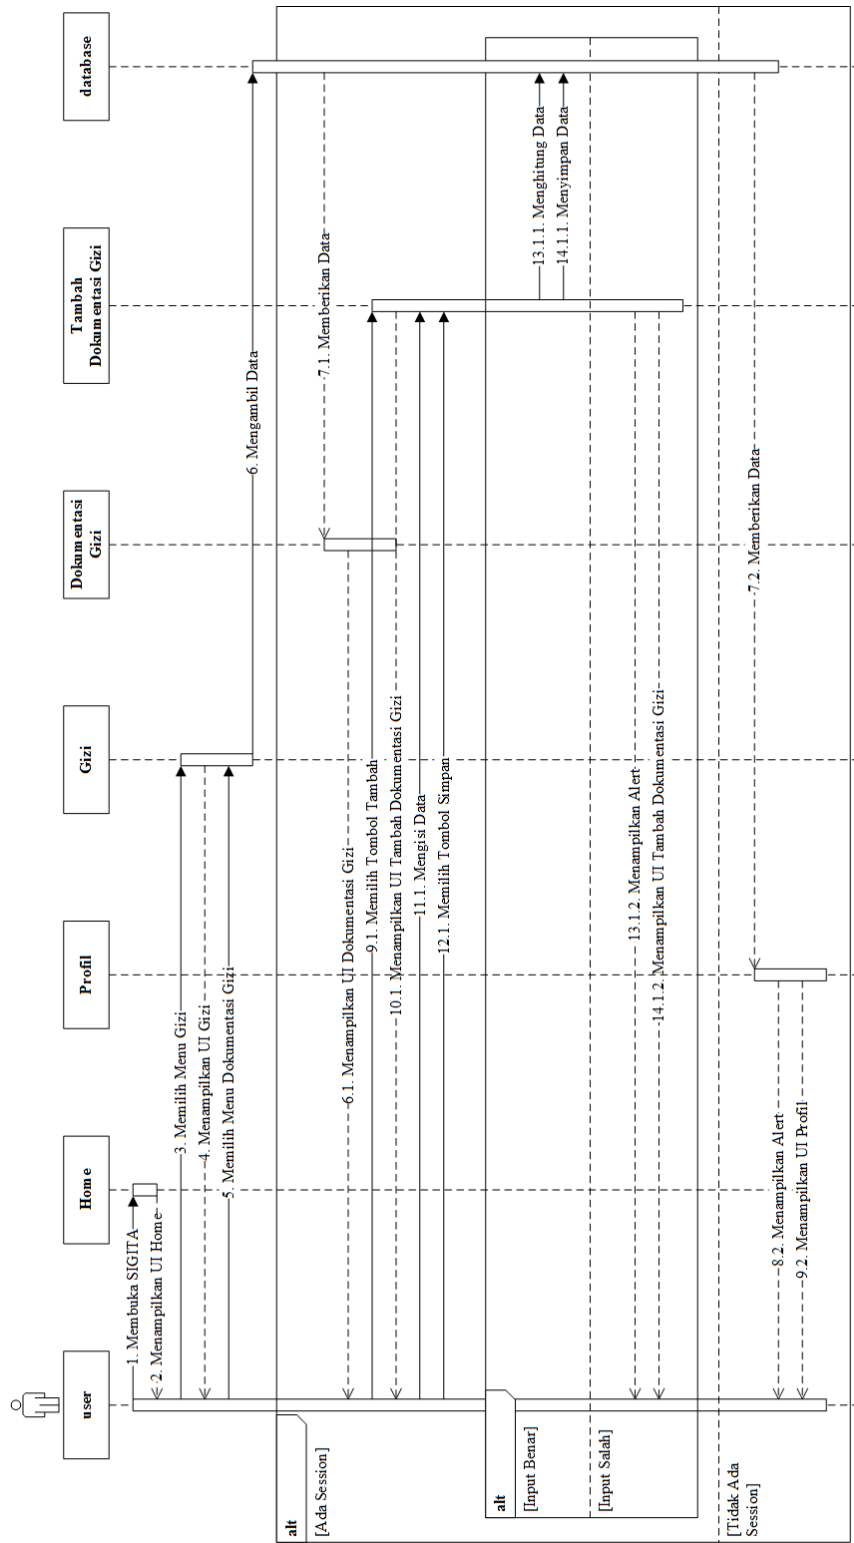 user
Home
Profil
Gizi
Dokumentasi
Gizi
Tambah
Dokumentasi Gizi
database
1. Membuka SIGITA
2. Menampilkan UI Home
3. Memilih Menu Gizi
4. Menampilkan UI Gizi
5. Memilih Menu Dokumentasi Gizi
6. Mengambil Data
alt
[Ada Session]
7.1. Memberikan Data
6.1. Menampilkan UI Dokumentasi Gizi
9.1. Memilih Tombol Tambah
10.1. Menampilkan UI Tambah Dokumentasi Gizi
11.1. Mengisi Data
12.1. Memilih Tombol Simpan
alt
[Input Benar]
13.1.1. Menghitung Data
14.1.1. Menyimpan Data
[Input Salah]
13.1.2. Menampilkan Alert
14.1.2. Menampilkan UI Tambah Dokumentasi Gizi
[Tidak Ada
Session]
7.2. Memberikan Data
8.2. Menampilkan Alert
9.2. Menampilkan UI Profil